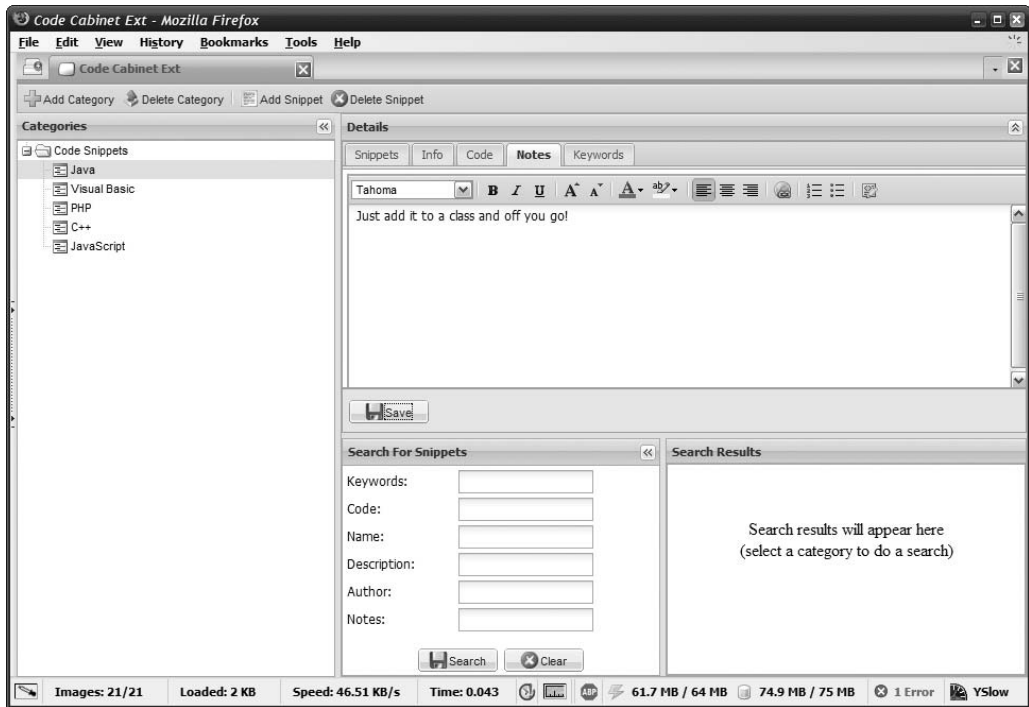 Code Cabinet Ext - Mozilla Firefox
File Edit View History Bookmarks Tools Help
Code Cabinet Ext
Add Category Delete Category Add Snippet Delete Snippet
Categories
Code Snippets
Java
Visual Basic
PHP
C++
JavaScript
Details
Snippets Info Code Notes Keywords
Tahoma B I U A A A ab
Just add it to a class and off you go!
Save
Search For Snippets
Keywords:
Code:
Name:
Description:
Author:
Notes:
Search Clear
Search Results
Search results will appear here
(select a category to do a search)
Images: 21/21 Loaded: 2 KB Speed: 46.51 KB/s Time: 0.043 ABP 61.7 MB / 64 MB 74.9 MB / 75 MB 1 Error YSlow